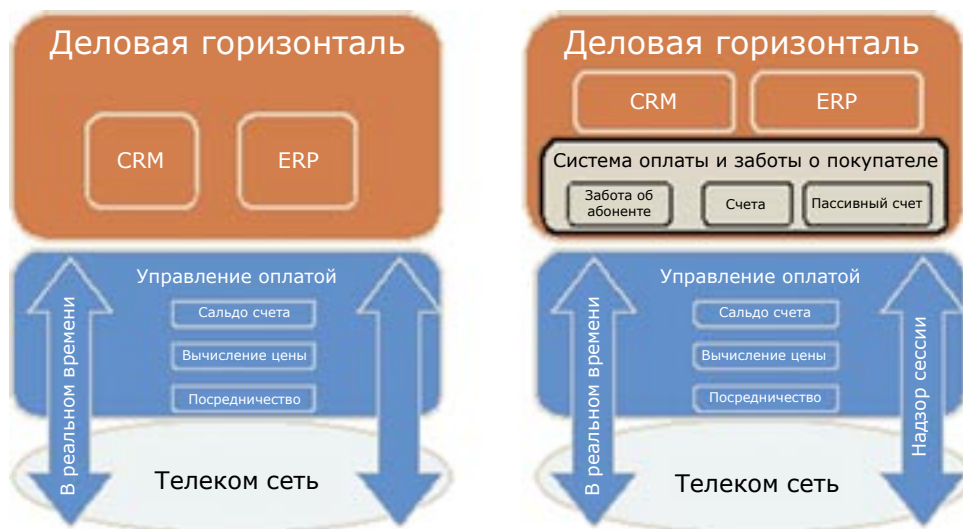 Деловая горизонталь
CRM
ERP
Управление оплатой
Сальдо счета
Вычисление цены
Посредничество
В реальном времени
Телеком сеть
Деловая горизонталь
CRM
ERP
Система оплаты и заботы о покупателе
Забота об
абоненте
Счета
Пассивный счет
Управление оплатой
Сальдо счета
Вычисление цены
Посредничество
В реальном времени
Надзор сессии
Телеком сеть